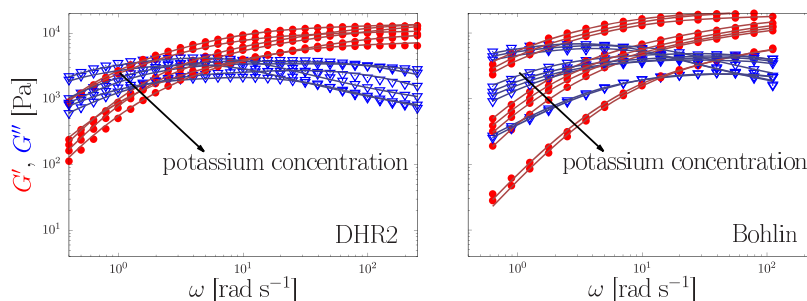 10⁴
10³
10²
10¹
G′, G″ [Pa]
potassium concentration
DHR2
10⁰ 10¹ 10²
ω [rad s⁻¹]
potassium concentration
Bohlin
10⁰ 10¹ 10²
ω [rad s⁻¹]